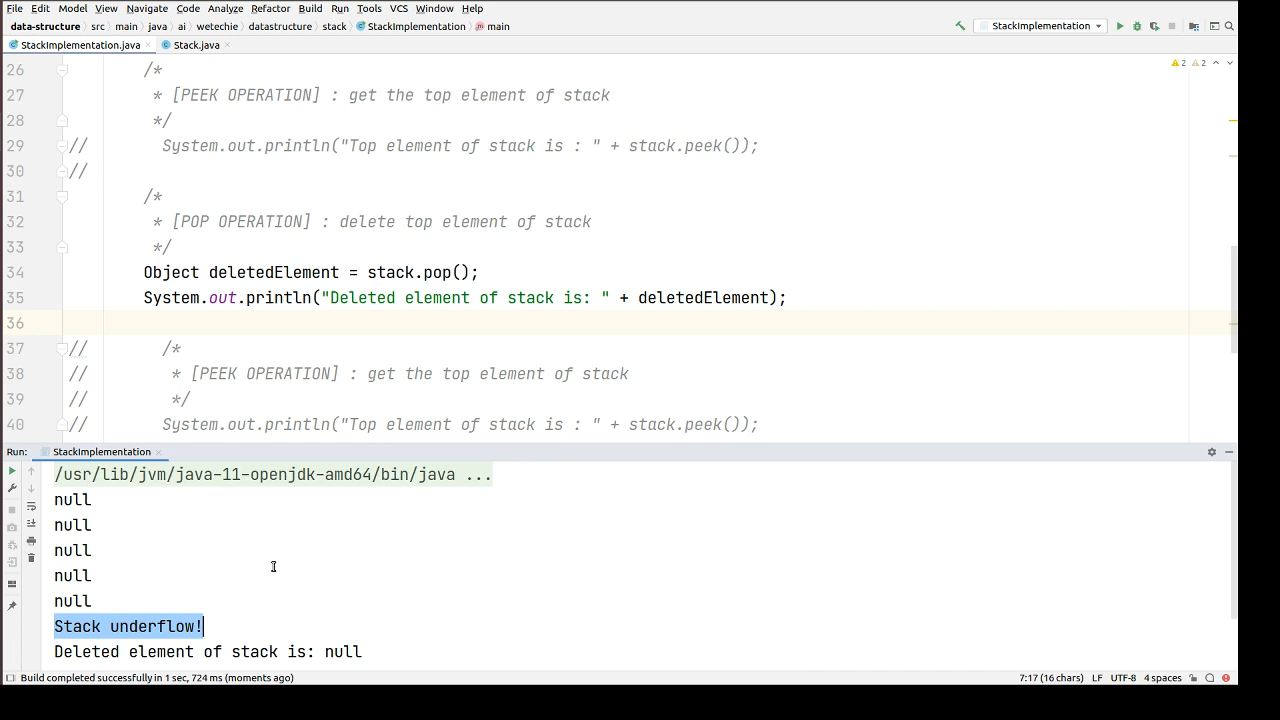 File Edit Model View Navigate Code Analyze Refactor Build Run Tools VCS Window Help
data-structure src main java ai wetechie datastructure stack StackImplementation main StackImplementation
StackImplementation.java Stack.java
2 2
26 /*
27 * [PEEK OPERATION] : get the top element of stack
28 */
29 // System.out.println("Top element of stack is : " + stack.peek());
30 //
31 /*
32 * [POP OPERATION] : delete top element of stack
33 */
34 Object deletedElement = stack.pop();
35 System.out.println("Deleted element of stack is: " + deletedElement);
36
37 // /*
38 // * [PEEK OPERATION] : get the top element of stack
39 // */
40 // System.out.println("Top element of stack is : " + stack.peek());
Run: StackImplementation
/usr/lib/jvm/java-11-openjdk-amd64/bin/java ...
null
null
null
null
null
Stack underflow!
Deleted element of stack is: null
Build completed successfully in 1 sec, 724 ms (moments ago) 7:17 (16 chars) LF UTF-8 4 spaces